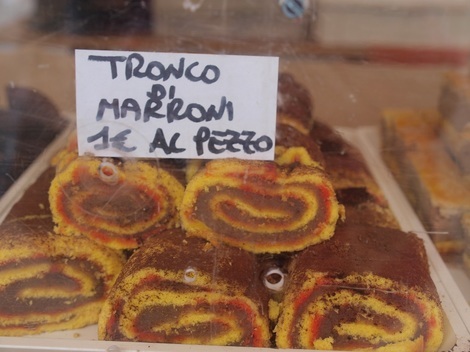 TRONCO
DI
MARRONI
1€ AL PEZZO